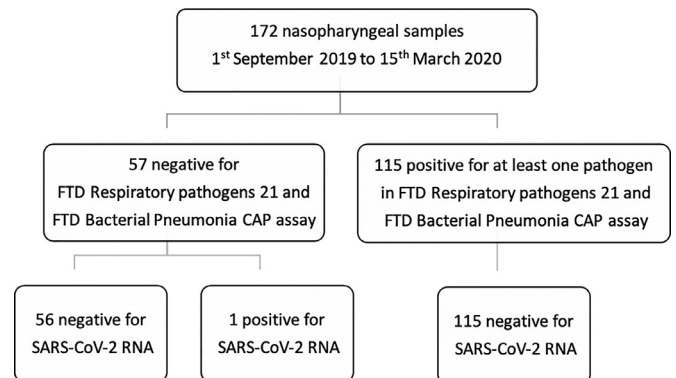 172 nasopharyngeal samples
1st September 2019 to 15th March 2020
57 negative for
FTD Respiratory pathogens 21 and
FTD Bacterial Pneumonia CAP assay
115 positive for at least one pathogen
in FTD Respiratory pathogens 21 and
FTD Bacterial Pneumonia CAP assay
56 negative for
SARS-CoV-2 RNA
1 positive for
SARS-CoV-2 RNA
115 negative for
SARS-CoV-2 RNA